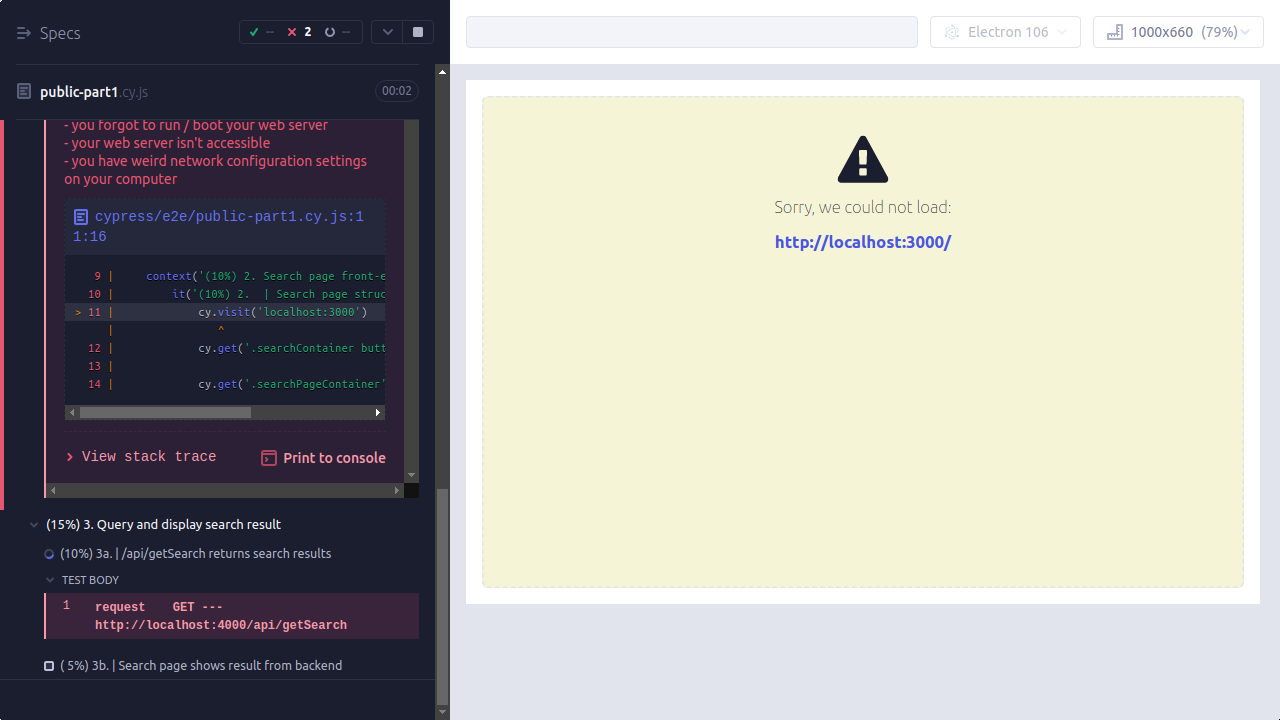 Specs
-- 2 --
Electron 106
1000x660 (79%)
public-part1.cy.js
00:02
- you forgot to run / boot your web server
- your web server isn't accessible
- you have weird network configuration settings
on your computer
cypress/e2e/public-part1.cy.js:1
1:16
9 | context('(10%) 2. Search page front-e
10 | it('(10%) 2. | Search page struc
> 11 | cy.visit('localhost:3000')
| ^
12 | cy.get('.searchContainer butt
13 |
14 | cy.get('.searchPageContainer'
> View stack trace
Print to console
(15%) 3. Query and display search result
(10%) 3a. | /api/getSearch returns search results
TEST BODY
1 request GET ---
http://localhost:4000/api/getSearch
( 5%) 3b. | Search page shows result from backend
Sorry, we could not load:
http://localhost:3000/